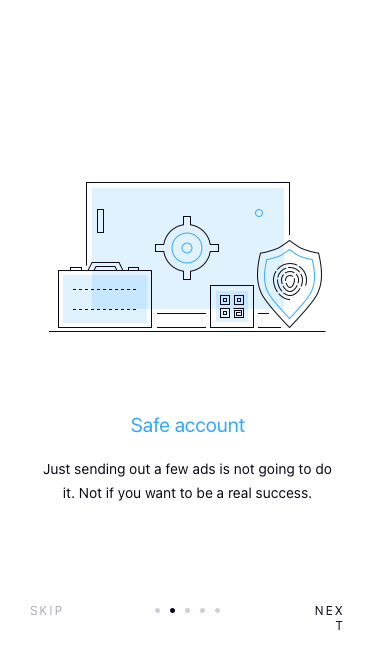 Safe account
Just sending out a few ads is not going to do
it. Not if you want to be a real success.
SKIP
NEX
T